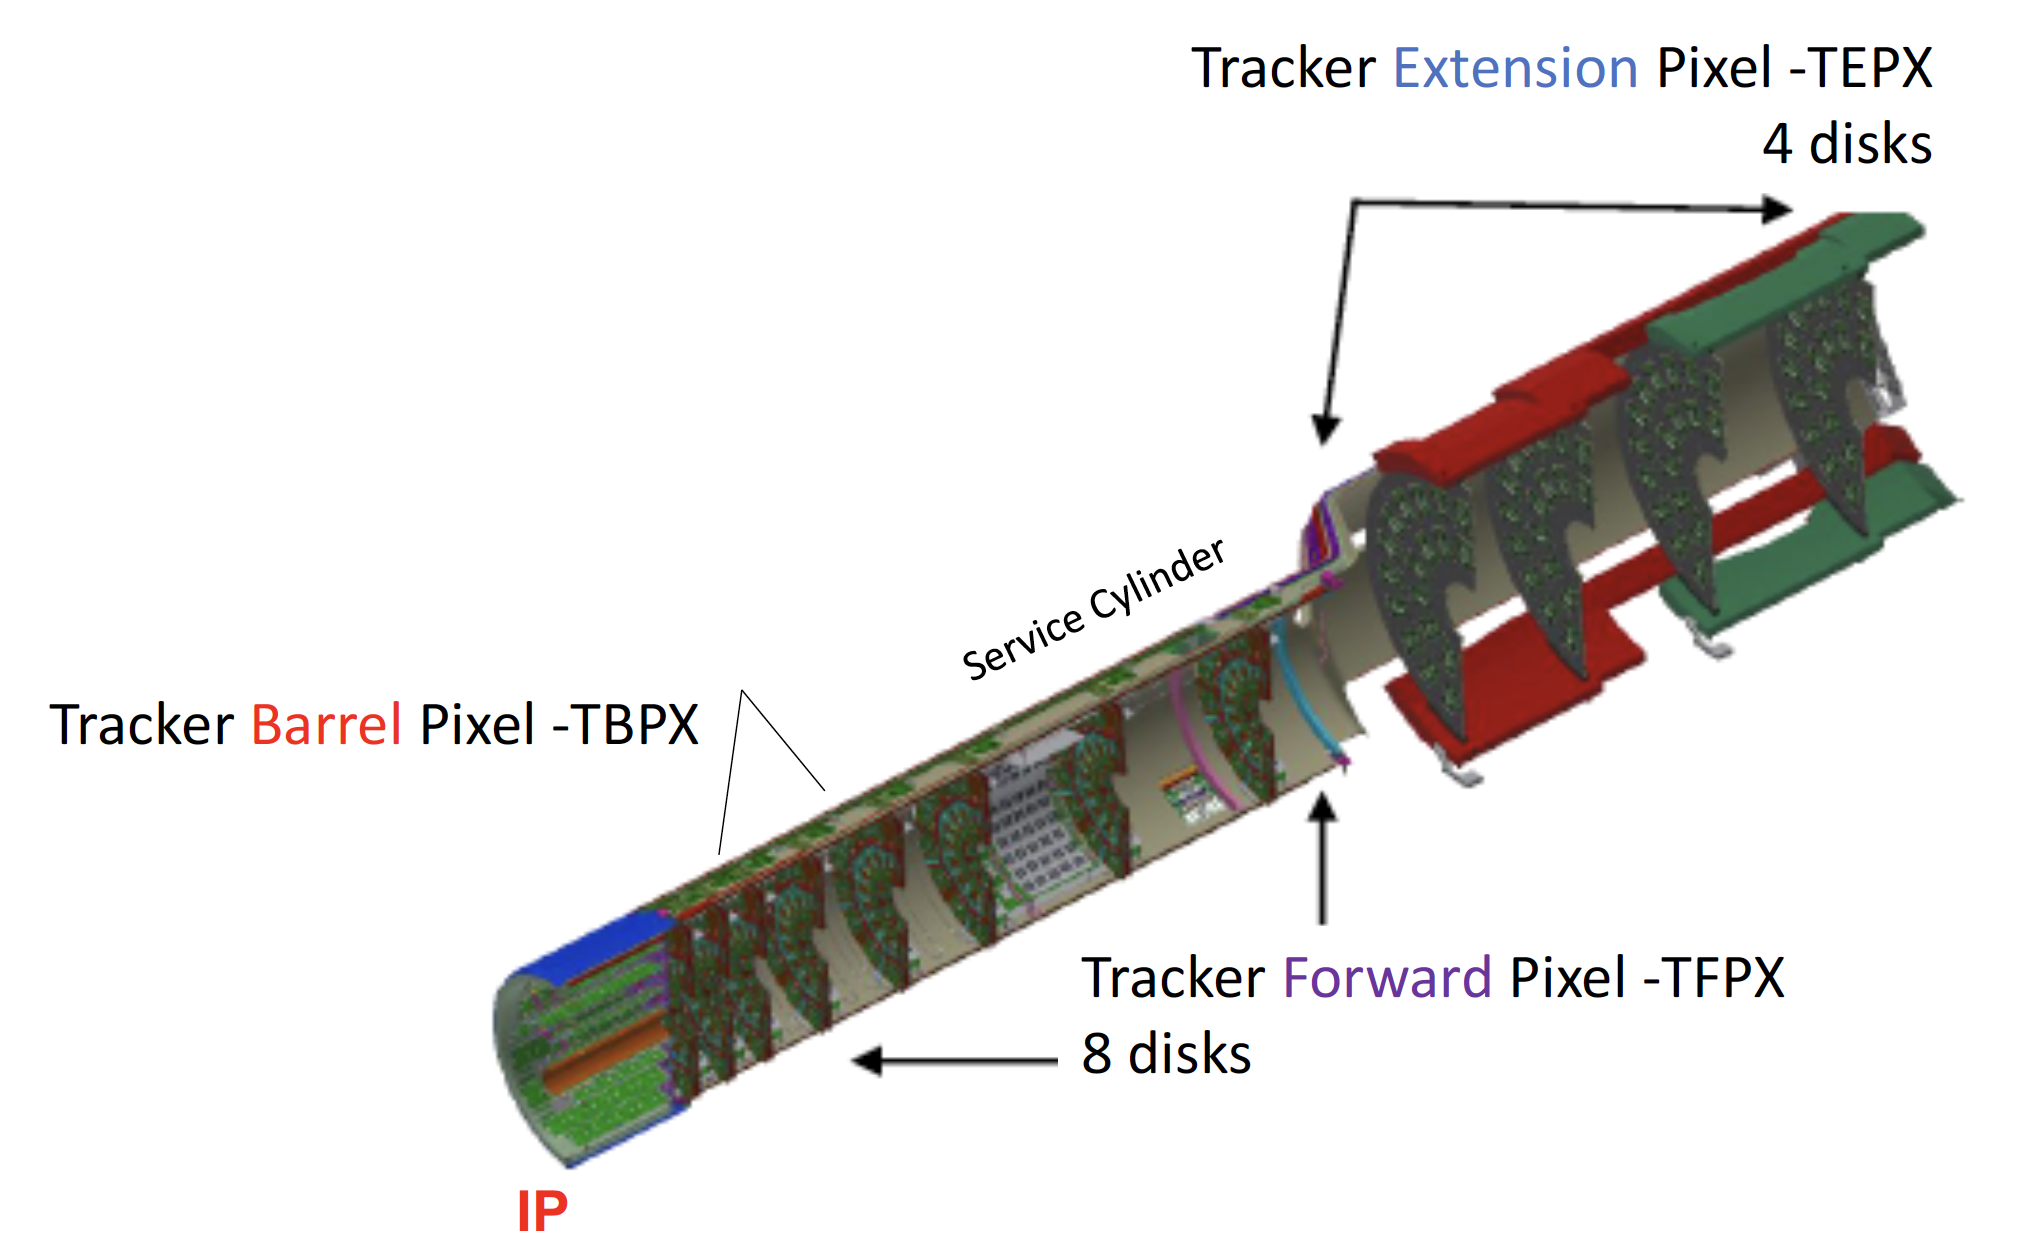 Tracker Extension Pixel -TEPX
4 disks
Service Cylinder
Tracker Barrel Pixel -TBPX
Tracker Forward Pixel -TFPX
8 disks
IP